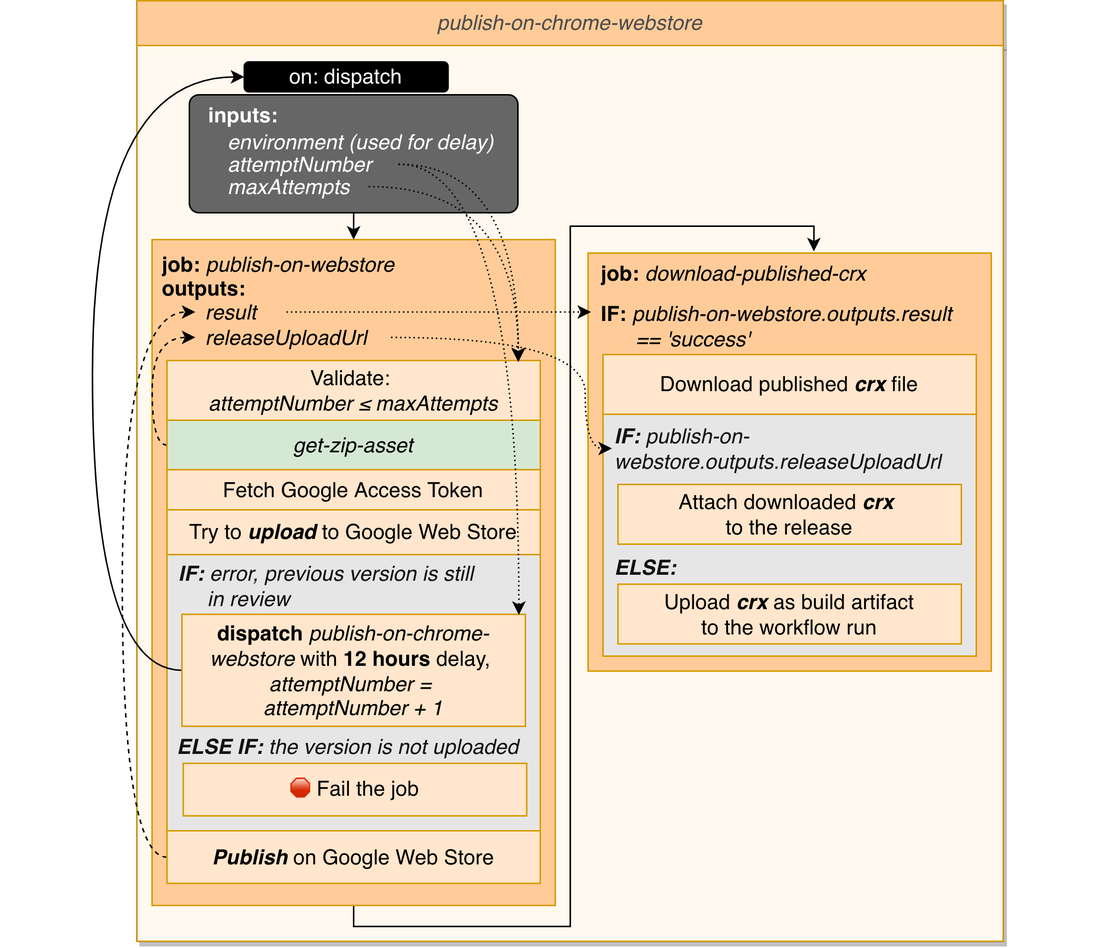 publish-on-chrome-webstore
on: dispatch
inputs:
environment (used for delay)
attemptNumber
maxAttempts
job: publish-on-webstore
outputs:
result
releaseUploadUrl
Validate:
attemptNumber ≤ maxAttempts
get-zip-asset
Fetch Google Access Token
Try to upload to Google Web Store
IF: error, previous version is still
in review
dispatch publish-on-chrome-
webstore with 12 hours delay,
attemptNumber =
attemptNumber + 1
ELSE IF: the version is not uploaded
Fail the job
Publish on Google Web Store
job: download-published-crx
IF: publish-on-webstore.outputs.result
== 'success'
Download published crx file
IF: publish-on-
webstore.outputs.releaseUploadUrl
Attach downloaded crx
to the release
ELSE:
Upload crx as build artifact
to the workflow run